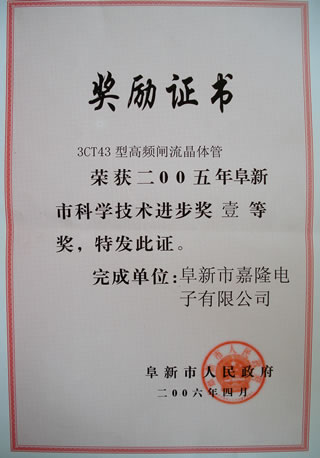 奖励证书
3CT43 型高频闸流晶体管
荣获二00五年阜新
市科学技术进步奖 壹 等
奖，特发此证。
完成单位:阜新市嘉隆电
子有限公司
阜新市人民政府
二00六年四月